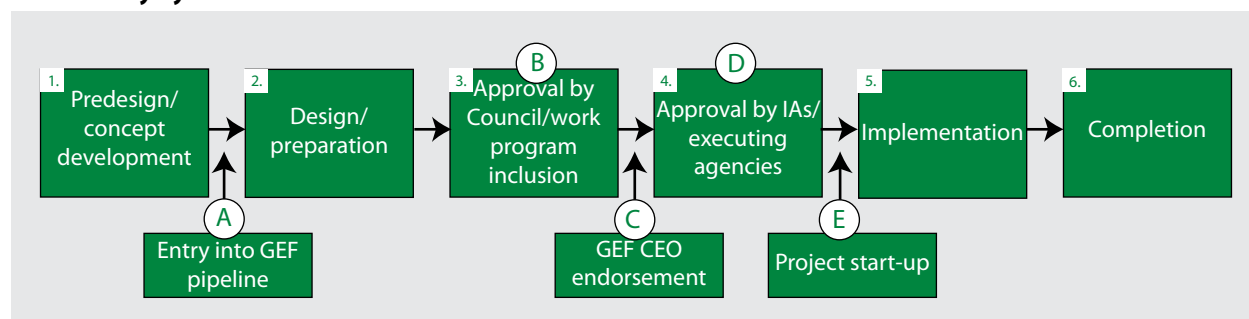 1.
Predesign/
concept
development
2.
Design/
preparation
3.
B
Approval by
Council/work
program
inclusion
4.
D
Approval by IAs/
executing
agencies
5.
Implementation
6.
Completion
A
Entry into GEF
pipeline
C
GEF CEO
endorsement
E
Project start-up